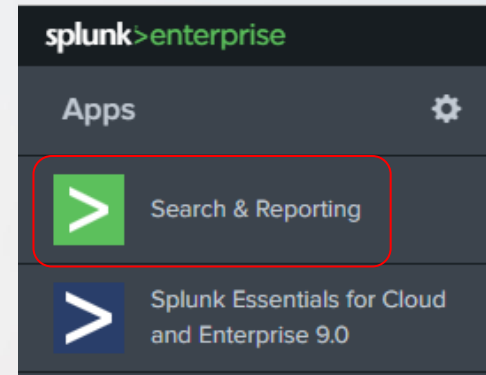 splunk>enterprise
Apps
Search & Reporting
Splunk Essentials for Cloud
and Enterprise 9.0